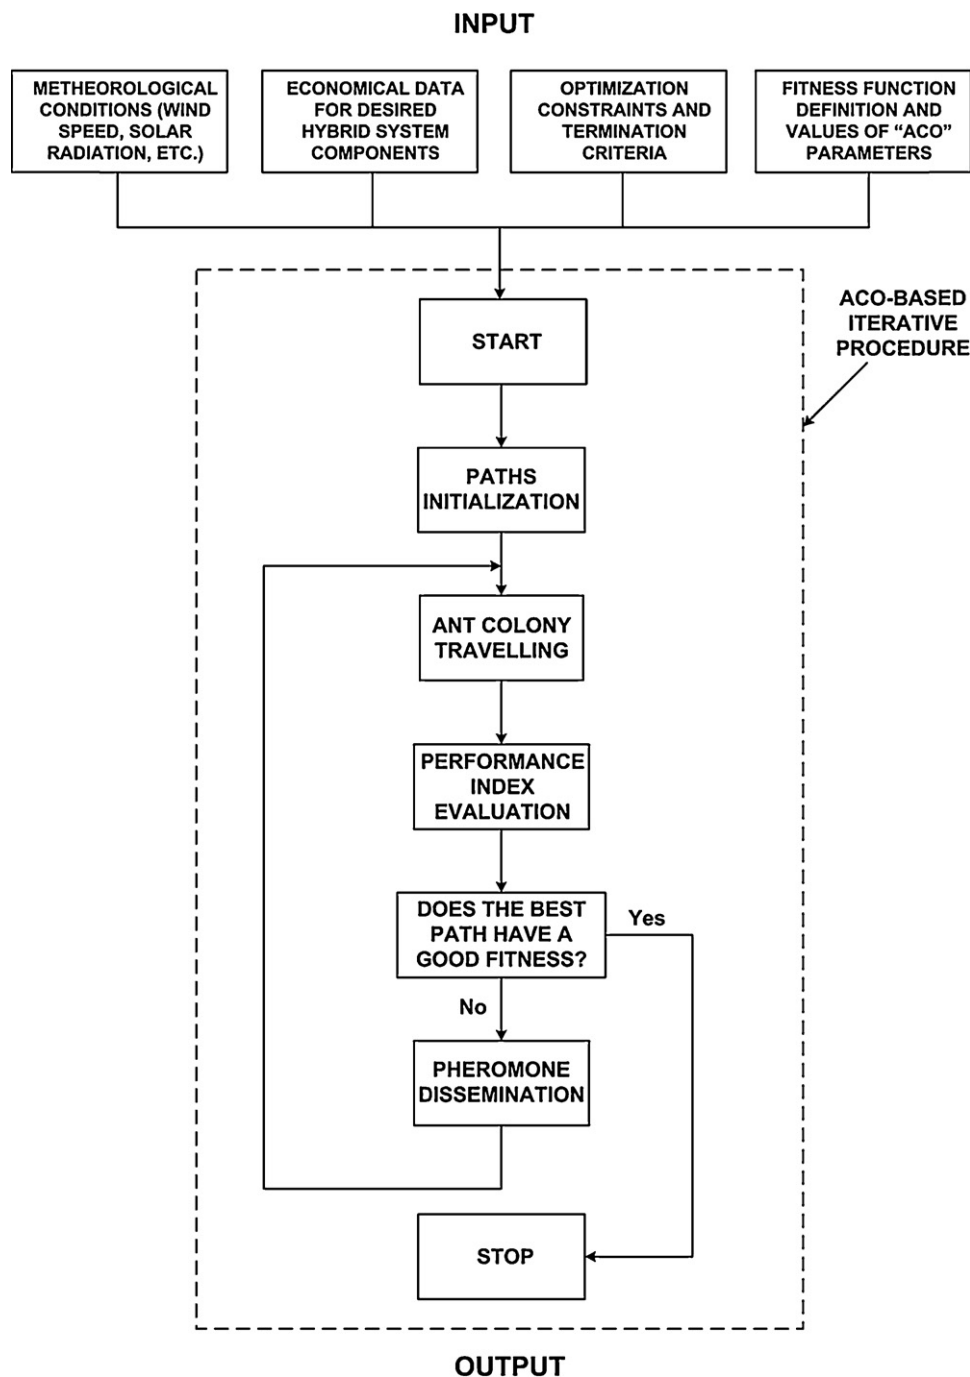 INPUT
METHEOROLOGICAL
CONDITIONS (WIND
SPEED, SOLAR
RADIATION, ETC.)
ECONOMICAL DATA
FOR DESIRED
HYBRID SYSTEM
COMPONENTS
OPTIMIZATION
CONSTRAINTS AND
TERMINATION
CRITERIA
FITNESS FUNCTION
DEFINITION AND
VALUES OF “ACO”
PARAMETERS
ACO-BASED
ITERATIVE
PROCEDURE
START
PATHS
INITIALIZATION
ANT COLONY
TRAVELLING
PERFORMANCE
INDEX
EVALUATION
DOES THE BEST
PATH HAVE A
GOOD FITNESS?
Yes
No
PHEROMONE
DISSEMINATION
STOP
OUTPUT